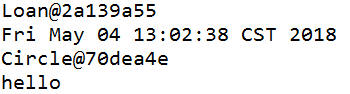 Loan@2a139a55
Fri May 04 13:02:38 CST 2018
Circle@70dea4e
hello